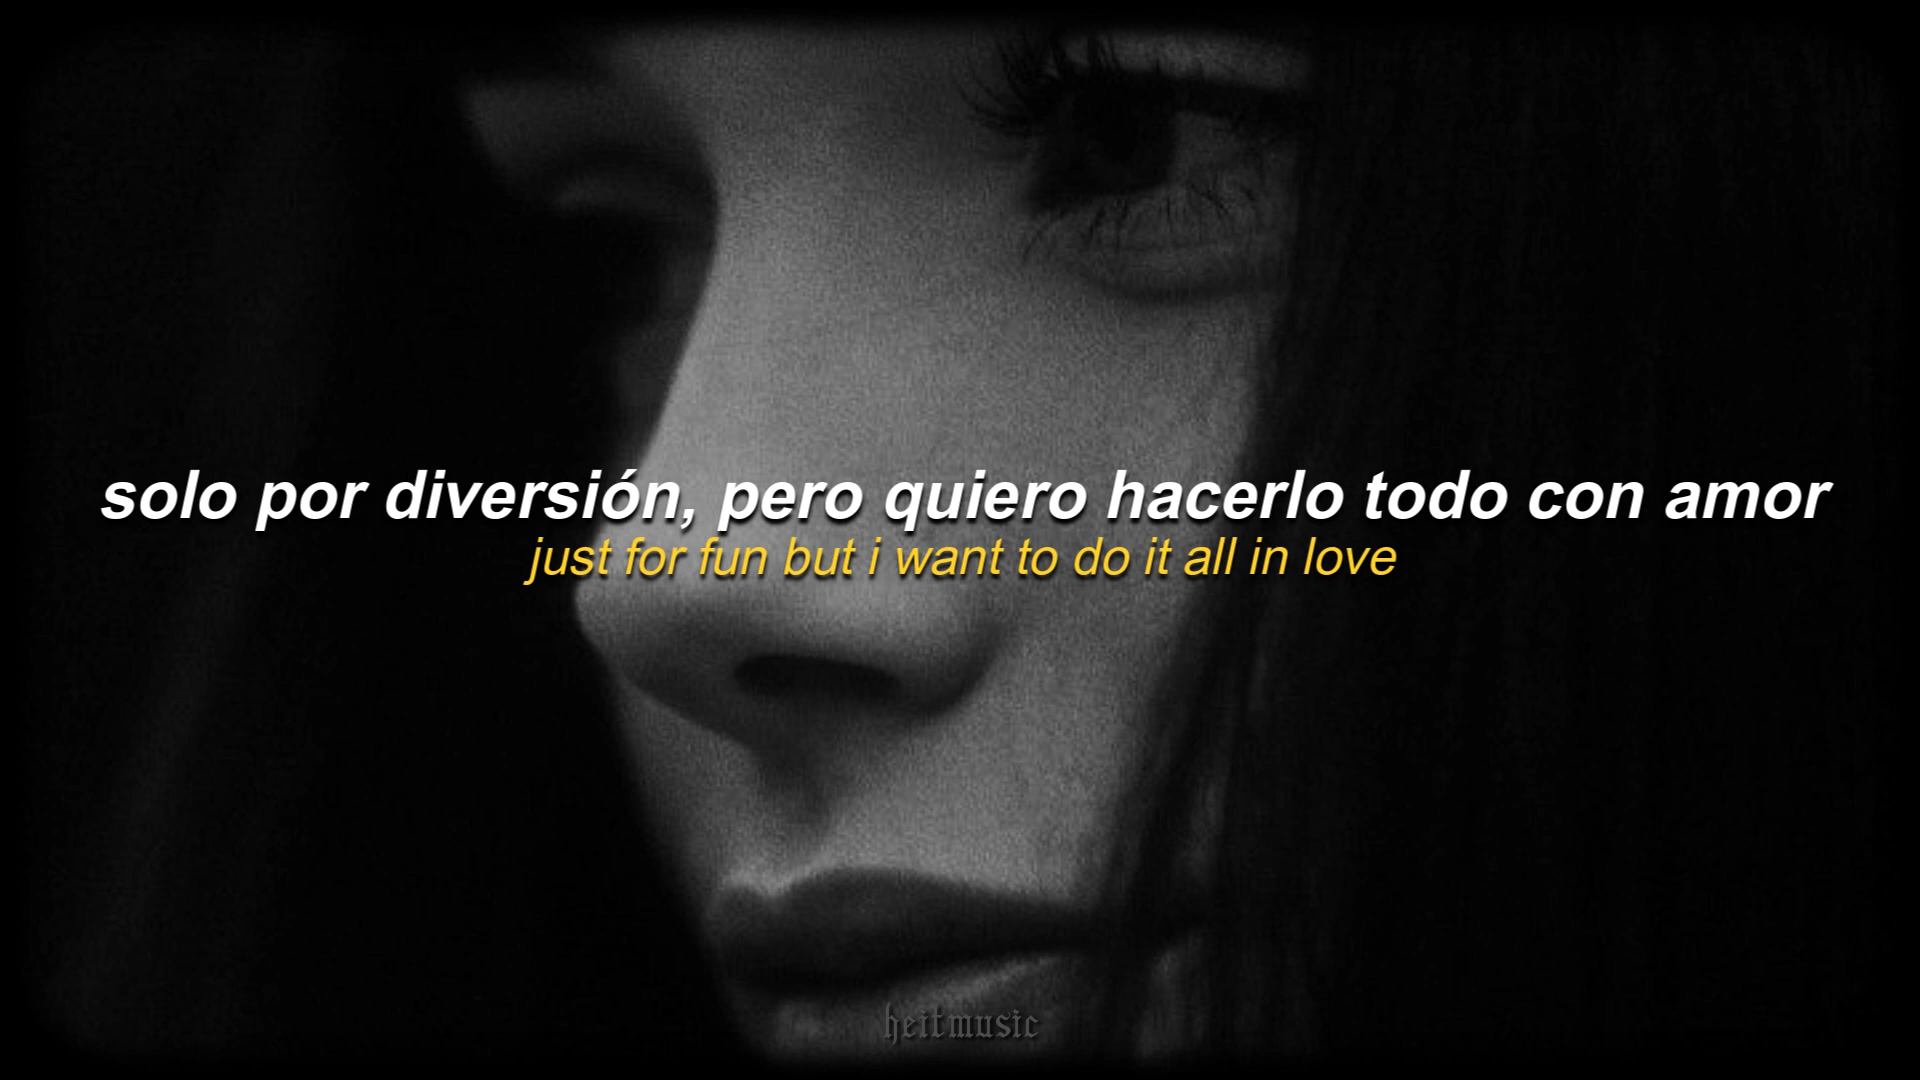 solo por diversión, pero quiero hacerlo todo con amor
just for fun but i want to do it all in love
heitmusic